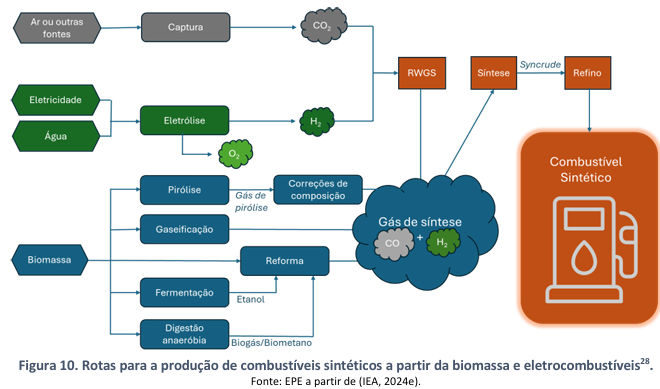 Ar ou outras
fontes
Captura
CO2
Eletricidade
Água
Eletrólise
H2
O2
RWGS
Síntese
Syncrude
Refino
Combustível
Sintético
Biomassa
Pirólise
Gás de
pirólise
Correções de
composição
Gaseificação
Reforma
Fermentação
Etanol
Digestão
anaeróbia
Biogás/Biometano
Gás de síntese
CO + H2
Figura 10. Rotas para a produção de combustíveis sintéticos a partir da biomassa e eletrocombustíveis28.
Fonte: EPE a partir de (IEA, 2024e).